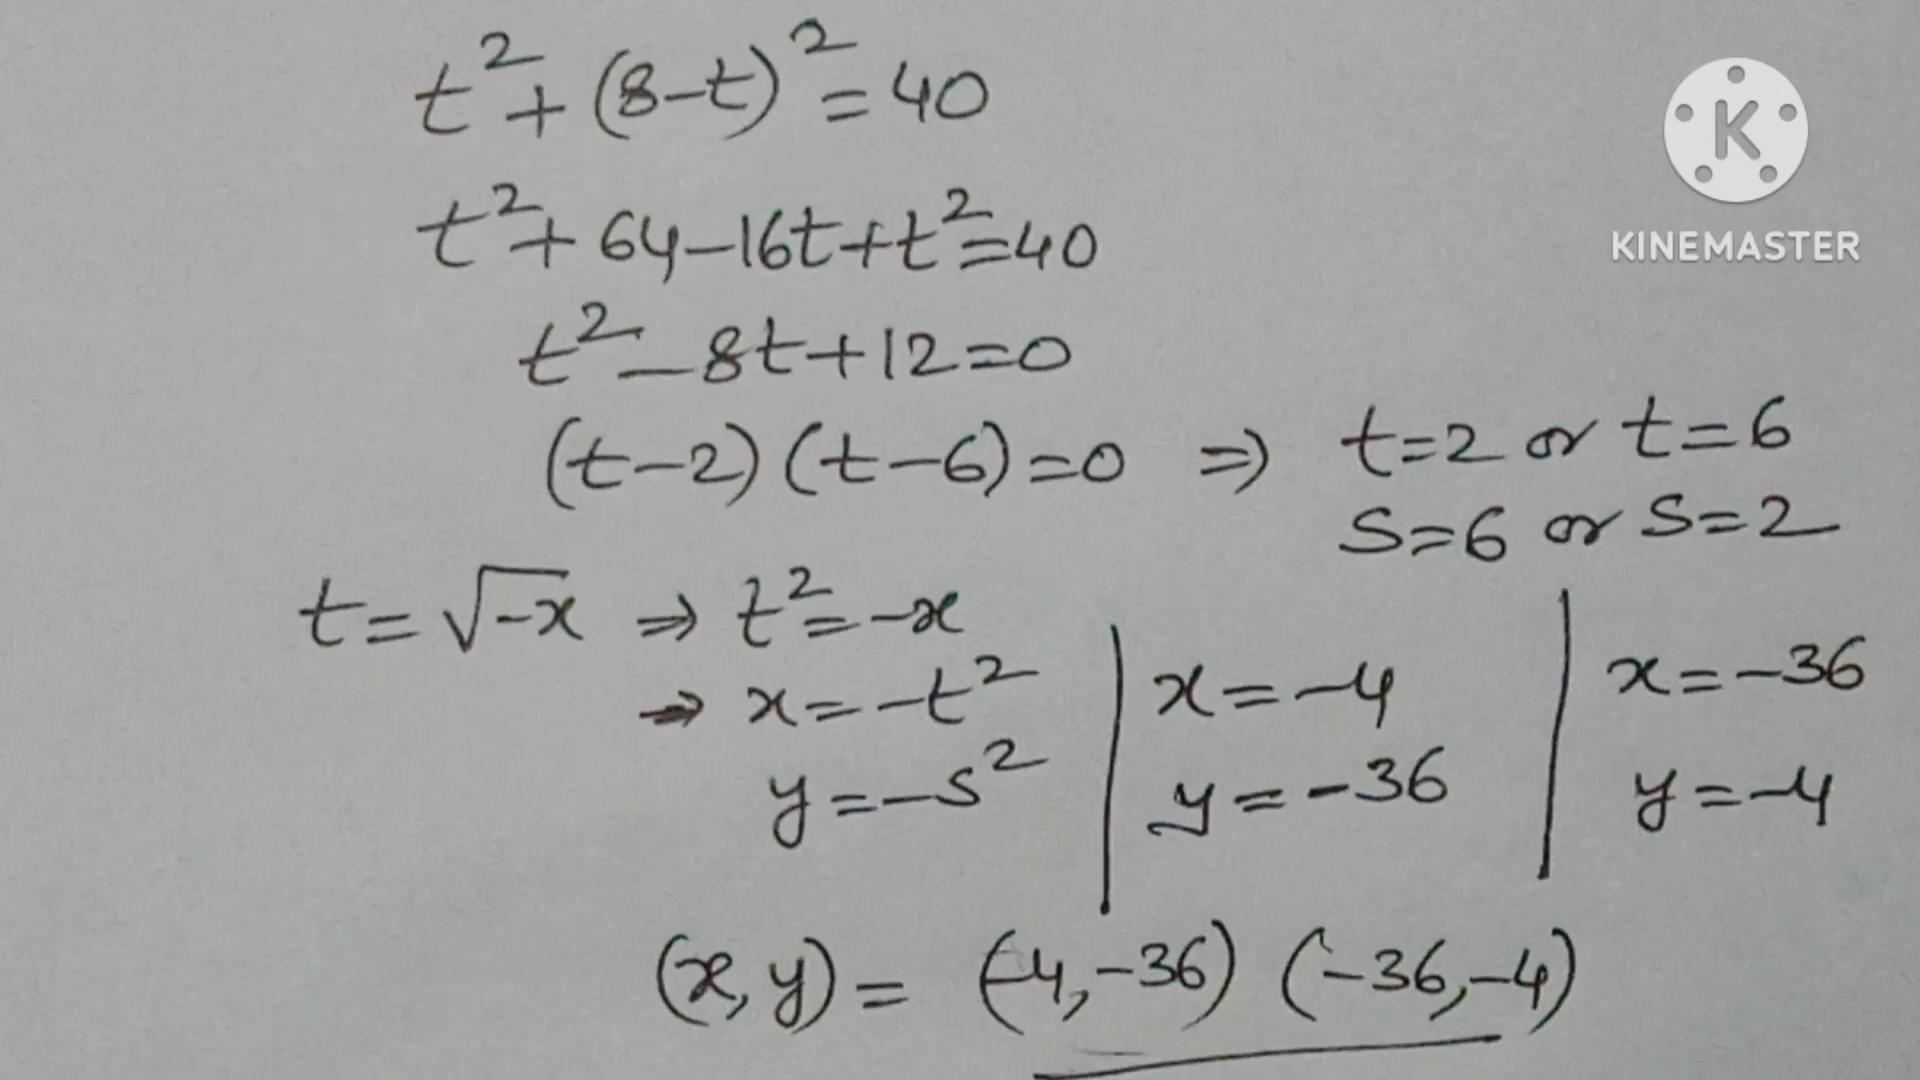 t²+(8-t)²=40
t²+64-16t+t²=40
t²-8t+12=0
(t-2)(t-6)=0 ⇒ t=2 or t=6
S=6 or S=2
t=√-x ⇒ t²=-x
→ x=-t²
y=-s²
x=-4
y=-36
x=-36
y=-4
(x,y)= (-4,-36) (-36,-4)
K
KINEMASTER